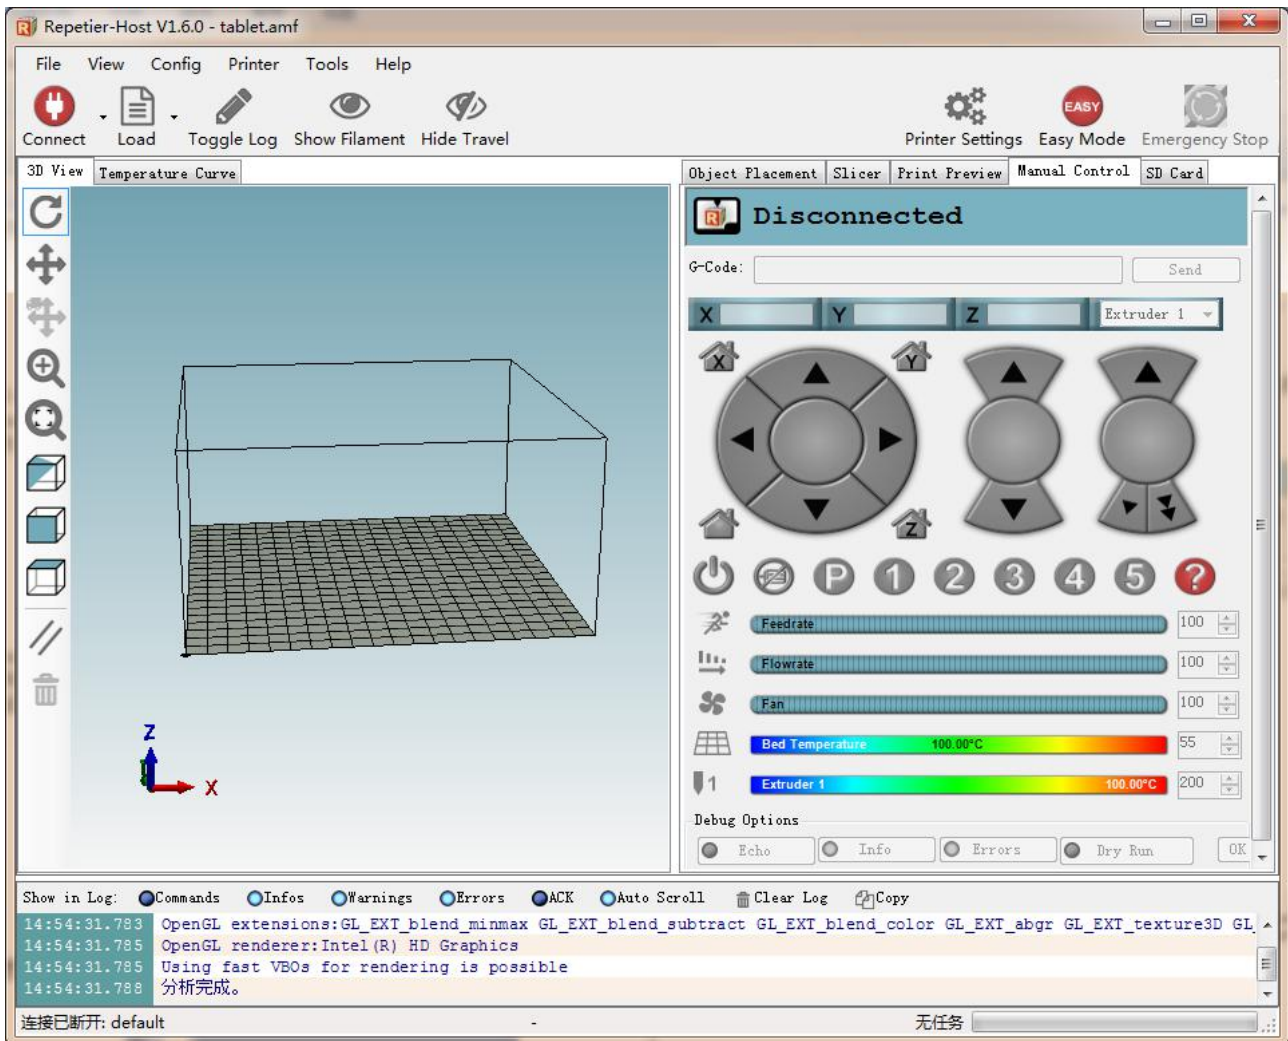 Repetier-Host V1.6.0 - tablet.amf
File View Config Printer Tools Help
Connect Load Toggle Log Show Filament Hide Travel Printer Settings EASY Easy Mode Emergency Stop
3D View Temperature Curve
Object Placement Slicer Print Preview Manual Control SD Card
R Disconnected
G-Code: Send
X Y Z Extruder 1
X Y
Z
P 1 2 3 4 5 ?
Feedrate 100
Flowrate 100
Fan 100
Bed Temperature 100.00°C 55
1 Extruder 1 100.00°C 200
Z
X
Debug Options
Echo Info Errors Dry Run OK
Show in Log: Commands Infos Warnings Errors ACK Auto Scroll Clear Log Copy
14:54:31.783 OpenGL extensions:GL_EXT_blend_minmax GL_EXT_blend_subtract GL_EXT_blend_color GL_EXT_abgr GL_EXT_texture3D GL_
14:54:31.785 OpenGL renderer:Intel(R) HD Graphics
14:54:31.785 Using fast VBOs for rendering is possible
14:54:31.788 分析完成。
连接已断开: default - 无任务